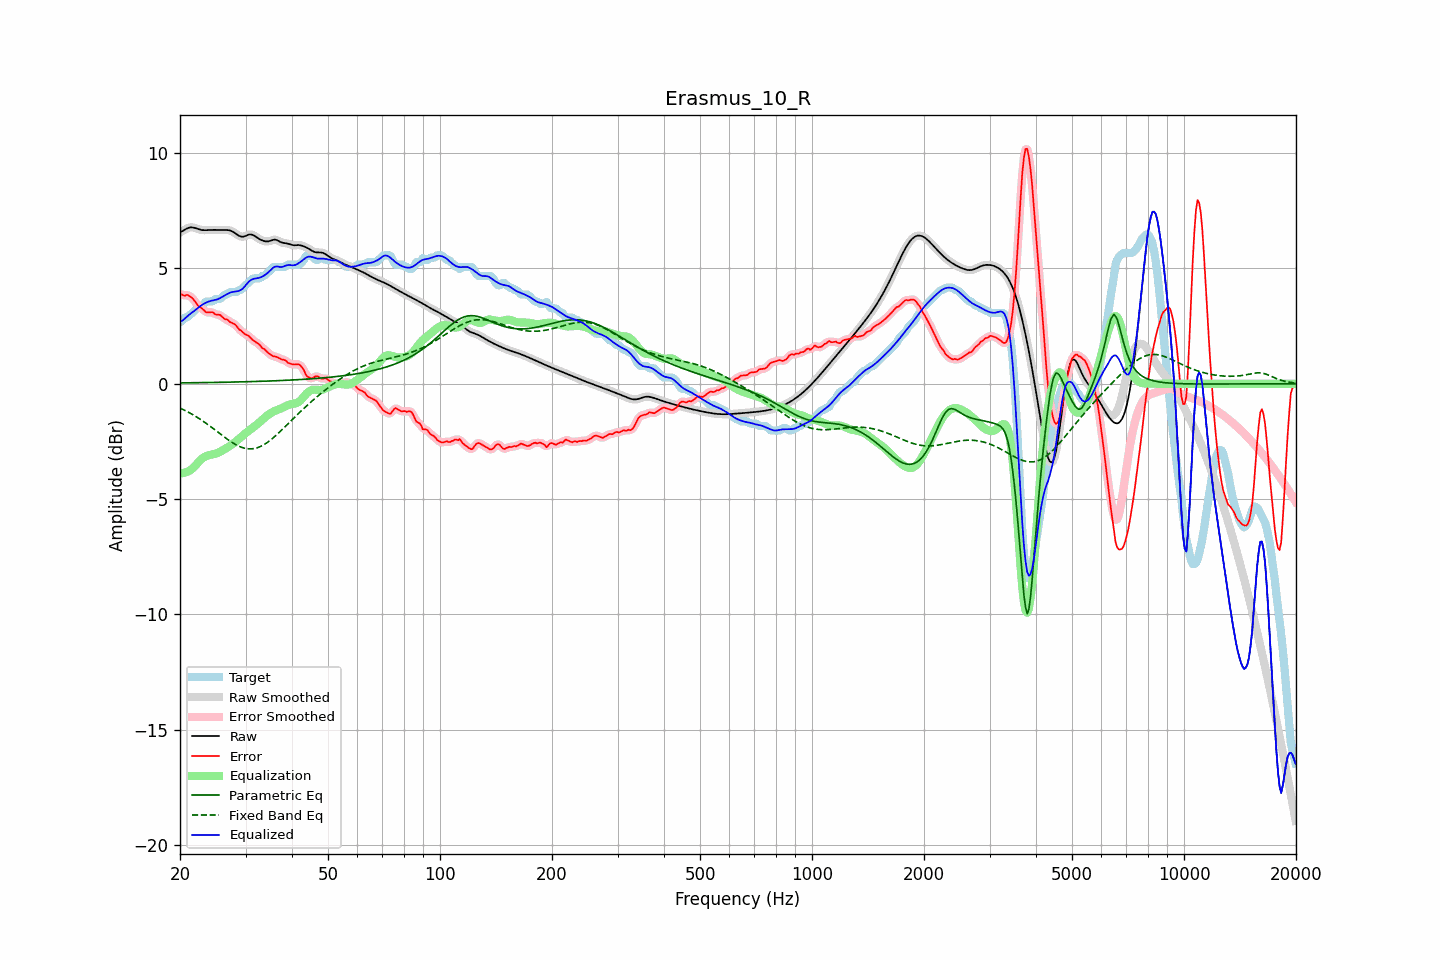 Erasmus_10_R
Amplitude (dBr)
10
5
0
−5
−10
−15
−20
Target
Raw Smoothed
Error Smoothed
Raw
Error
Equalization
Parametric Eq
Fixed Band Eq
Equalized
20 50 100 200 500 1000 2000 5000 10000 20000
Frequency (Hz)